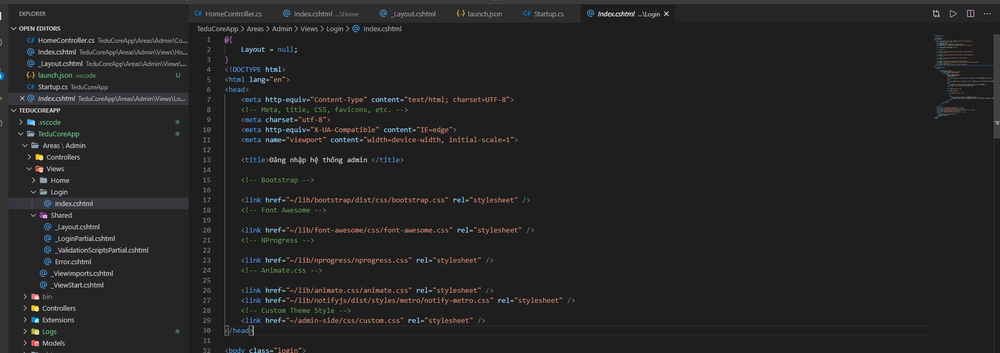 EXPLORER
OPEN EDITORS
C# HomeController.cs TeduCoreApp\Areas\Admin\Co...
@ Index.cshtml TeduCoreApp\Areas\Admin\Views\Ho...
@ _Layout.cshtml TeduCoreApp\Areas\Admin\Views\...
{..} launch.json .vscode U
C# Startup.cs TeduCoreApp
@ Index.cshtml TeduCoreApp\Areas\Admin\Views\Lo...
TEDUCOREAPP
.vscode
TeduCoreApp
Areas \ Admin
Controllers
Views
Home
Login
@ Index.cshtml
Shared
@ _Layout.cshtml
@ _LoginPartial.cshtml
@ _ValidationScriptsPartial.cshtml
@ Error.cshtml
@ _ViewImports.cshtml
@ _ViewStart.cshtml
bin
Controllers
Extensions
Logs
Models
C# HomeController.cs
@ Index.cshtml ...\Home
@ _Layout.cshtml
{..} launch.json
C# Startup.cs
@ Index.cshtml ...\Login
TeduCoreApp > Areas > Admin > Views > Login > @ Index.cshtml
1 @{
2 Layout = null;
3 }
4 <!DOCTYPE html>
5 <html lang="en">
6 <head>
7 <meta http-equiv="Content-Type" content="text/html; charset=UTF-8">
8 <!-- Meta, title, CSS, favicons, etc. -->
9 <meta charset="utf-8">
10 <meta http-equiv="X-UA-Compatible" content="IE=edge">
11 <meta name="viewport" content="width=device-width, initial-scale=1">
12
13 <title>Đăng nhập hệ thống admin </title>
14
15 <!-- Bootstrap -->
16
17 <link href="~/lib/bootstrap/dist/css/bootstrap.css" rel="stylesheet" />
18 <!-- Font Awesome -->
19
20 <link href="~/lib/font-awesome/css/font-awesome.css" rel="stylesheet" />
21 <!-- NProgress -->
22
23 <link href="~/lib/nprogress/nprogress.css" rel="stylesheet" />
24 <!-- Animate.css -->
25
26 <link href="~/lib/animate.css/animate.css" rel="stylesheet" />
27 <link href="~/lib/notifyjs/dist/styles/metro/notify-metro.css" rel="stylesheet" />
28 <!-- Custom Theme Style -->
29 <link href="~/admin-side/css/custom.css" rel="stylesheet" />
30 </head>
31
32 <body class="login">